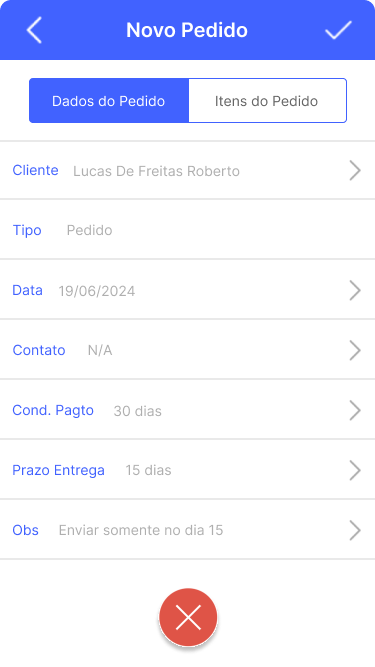 Novo Pedido
Dados do Pedido Itens do Pedido
Cliente Lucas De Freitas Roberto
Tipo Pedido
Data 19/06/2024
Contato N/A
Cond. Pagto 30 dias
Prazo Entrega 15 dias
Obs Enviar somente no dia 15